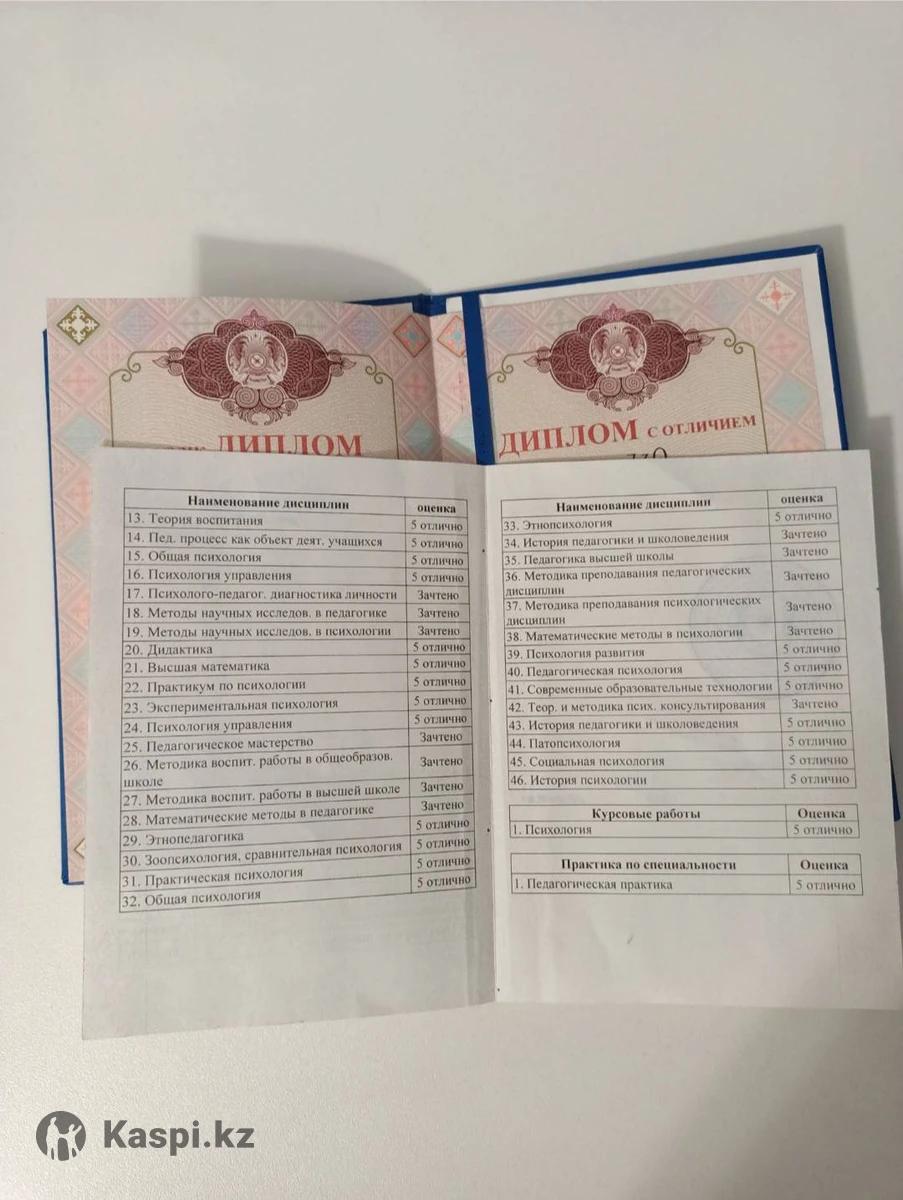 ДИПЛОМ
ДИПЛОМ С ОТЛИЧИЕМ
Наименование дисциплин оценка
13. Теория воспитания 5 отлично
14. Пед. процесс как объект деят. учащихся 5 отлично
15. Общая психология 5 отлично
16. Психология управления 5 отлично
17. Психолого-педагог. диагностика личности Зачтено
18. Методы научных исследов. в педагогике Зачтено
19. Методы научных исследов. в психологии Зачтено
20. Дидактика 5 отлично
21. Высшая математика 5 отлично
22. Практикум по психологии 5 отлично
23. Экспериментальная психология 5 отлично
24. Психология управления 5 отлично
25. Педагогическое мастерство Зачтено
26. Методика воспит. работы в общеобразов. Зачтено
школе
27. Методика воспит. работы в высшей школе Зачтено
28. Математические методы в педагогике Зачтено
29. Этнопедагогика 5 отлично
30. Зоопсихология, сравнительная психология 5 отлично
31. Практическая психология 5 отлично
32. Общая психология 5 отлично
Наименование дисциплин оценка
33. Этнопсихология 5 отлично
34. История педагогики и школоведения Зачтено
35. Педагогика высшей школы Зачтено
36. Методика преподавания педагогических Зачтено
дисциплин
37. Методика преподавания психологических Зачтено
дисциплин
38. Математические методы в психологии Зачтено
39. Психология развития 5 отлично
40. Педагогическая психология 5 отлично
41. Современные образовательные технологии 5 отлично
42. Теор. и методика псих. консультирования Зачтено
43. История педагогики и школоведения 5 отлично
44. Патопсихология 5 отлично
45. Социальная психология 5 отлично
46. История психологии 5 отлично
Курсовые работы Оценка
1. Психология 5 отлично
Практика по специальности Оценка
1. Педагогическая практика 5 отлично
Kaspi.kz